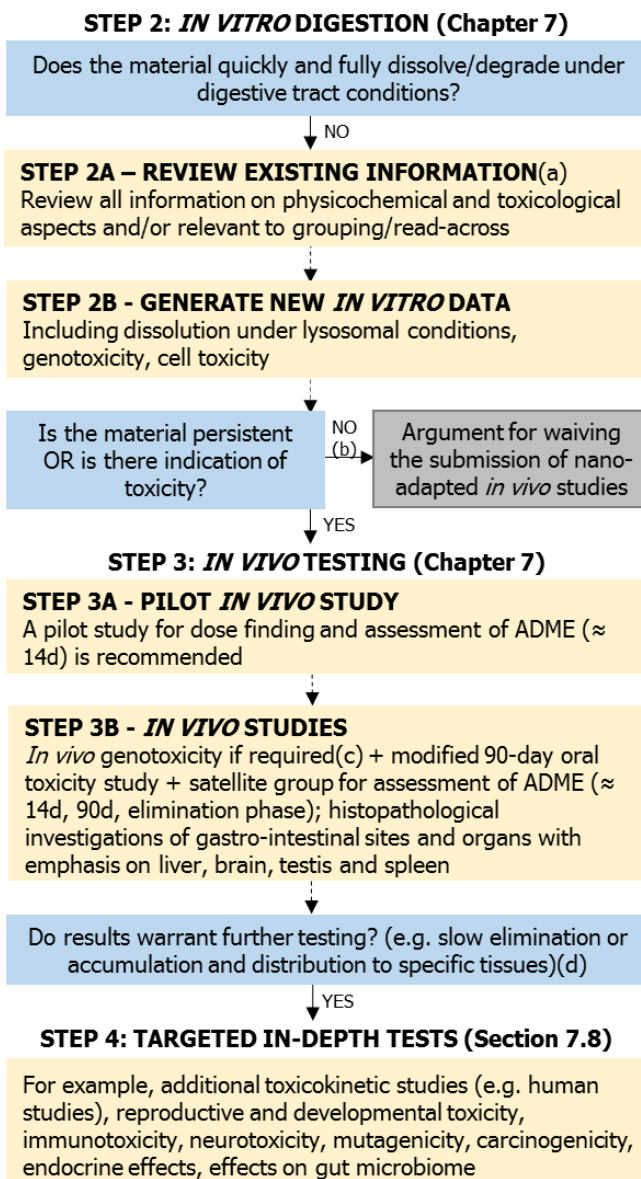 STEP 2: IN VITRO DIGESTION (Chapter 7)
Does the material quickly and fully dissolve/degrade under
digestive tract conditions?
NO
STEP 2A – REVIEW EXISTING INFORMATION(a)
Review all information on physicochemical and toxicological
aspects and/or relevant to grouping/read-across
STEP 2B - GENERATE NEW IN VITRO DATA
Including dissolution under lysosomal conditions,
genotoxicity, cell toxicity
Is the material persistent
OR is there indication of
toxicity?
NO
(b)
Argument for waiving
the submission of nano-
adapted in vivo studies
YES
STEP 3: IN VIVO TESTING (Chapter 7)
STEP 3A - PILOT IN VIVO STUDY
A pilot study for dose finding and assessment of ADME (≈
14d) is recommended
STEP 3B - IN VIVO STUDIES
In vivo genotoxicity if required(c) + modified 90-day oral
toxicity study + satellite group for assessment of ADME (≈
14d, 90d, elimination phase); histopathological
investigations of gastro-intestinal sites and organs with
emphasis on liver, brain, testis and spleen
Do results warrant further testing? (e.g. slow elimination or
accumulation and distribution to specific tissues)(d)
YES
STEP 4: TARGETED IN-DEPTH TESTS (Section 7.8)
For example, additional toxicokinetic studies (e.g. human
studies), reproductive and developmental toxicity,
immunotoxicity, neurotoxicity, mutagenicity, carcinogenicity,
endocrine effects, effects on gut microbiome